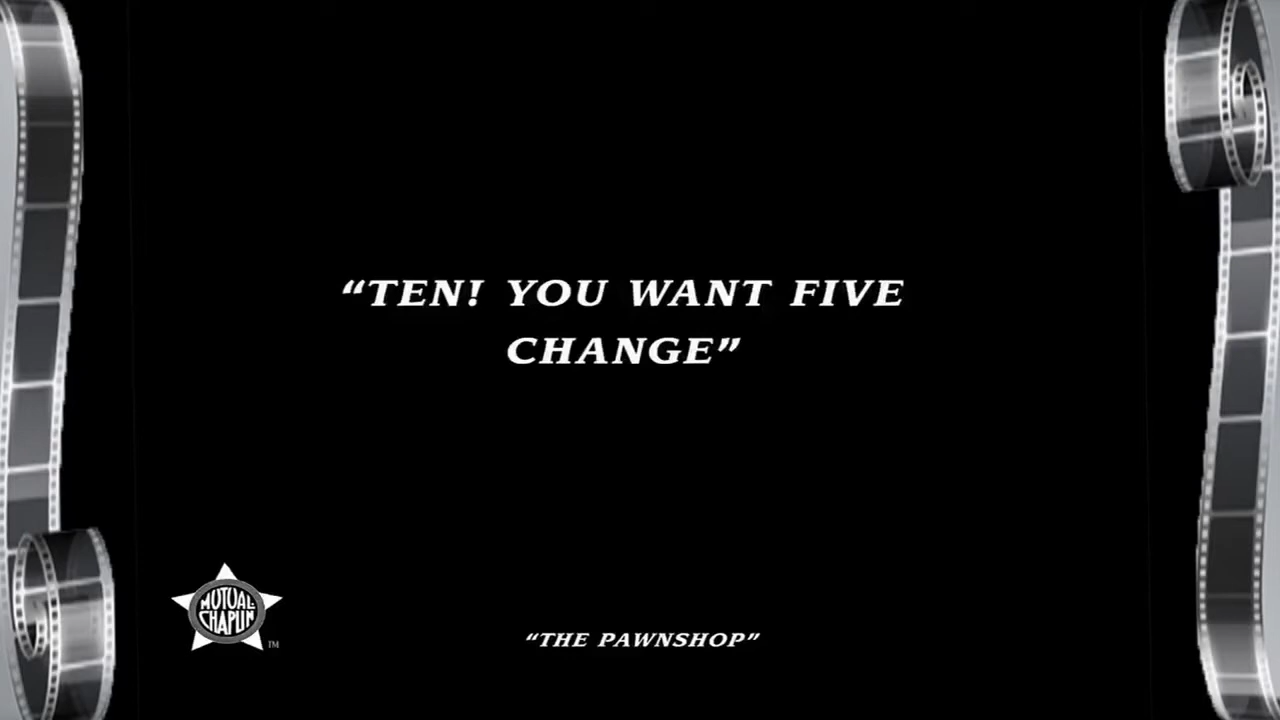 “TEN! YOU WANT FIVE
CHANGE”
MUTUAL
CHAPLIN
TM
“THE PAWNSHOP”